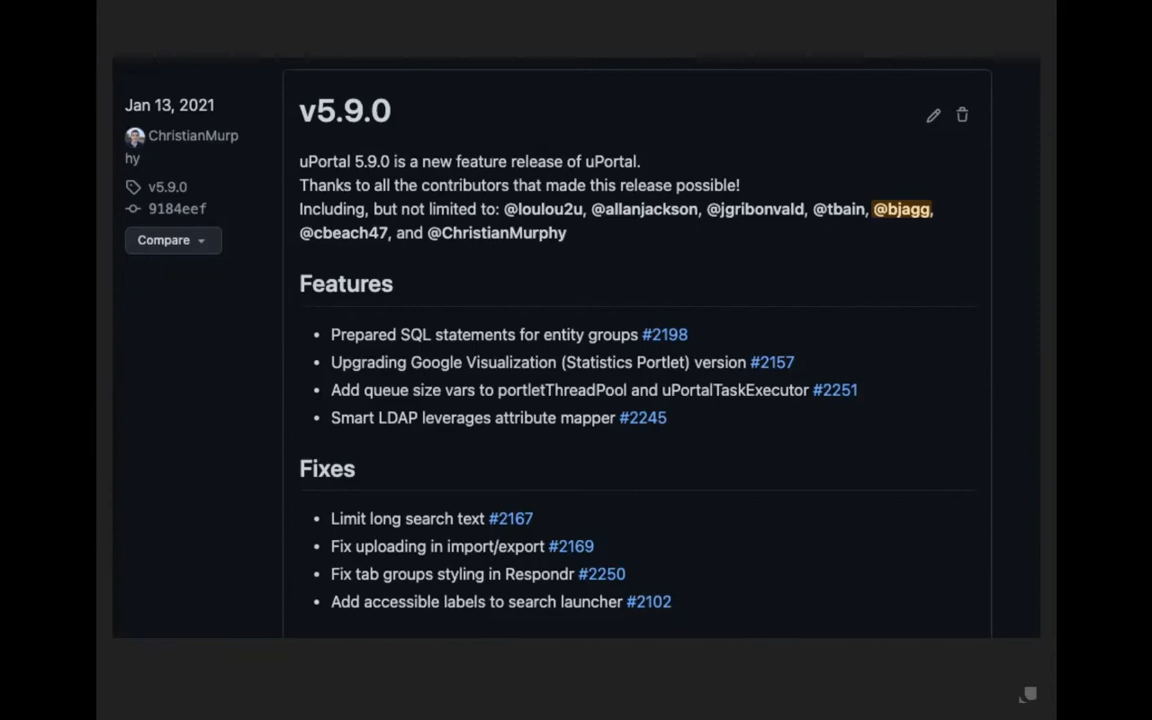 Jan 13, 2021
ChristianMurp
hy
v5.9.0
9184eef
Compare
v5.9.0
uPortal 5.9.0 is a new feature release of uPortal.
Thanks to all the contributors that made this release possible!
Including, but not limited to: @loulou2u, @allanjackson, @jgribonvald, @tbain, @bjagg,
@cbeach47, and @ChristianMurphy
Features
• Prepared SQL statements for entity groups #2198
• Upgrading Google Visualization (Statistics Portlet) version #2157
• Add queue size vars to portletThreadPool and uPortalTaskExecutor #2251
• Smart LDAP leverages attribute mapper #2245
Fixes
• Limit long search text #2167
• Fix uploading in import/export #2169
• Fix tab groups styling in Respondr #2250
• Add accessible labels to search launcher #2102